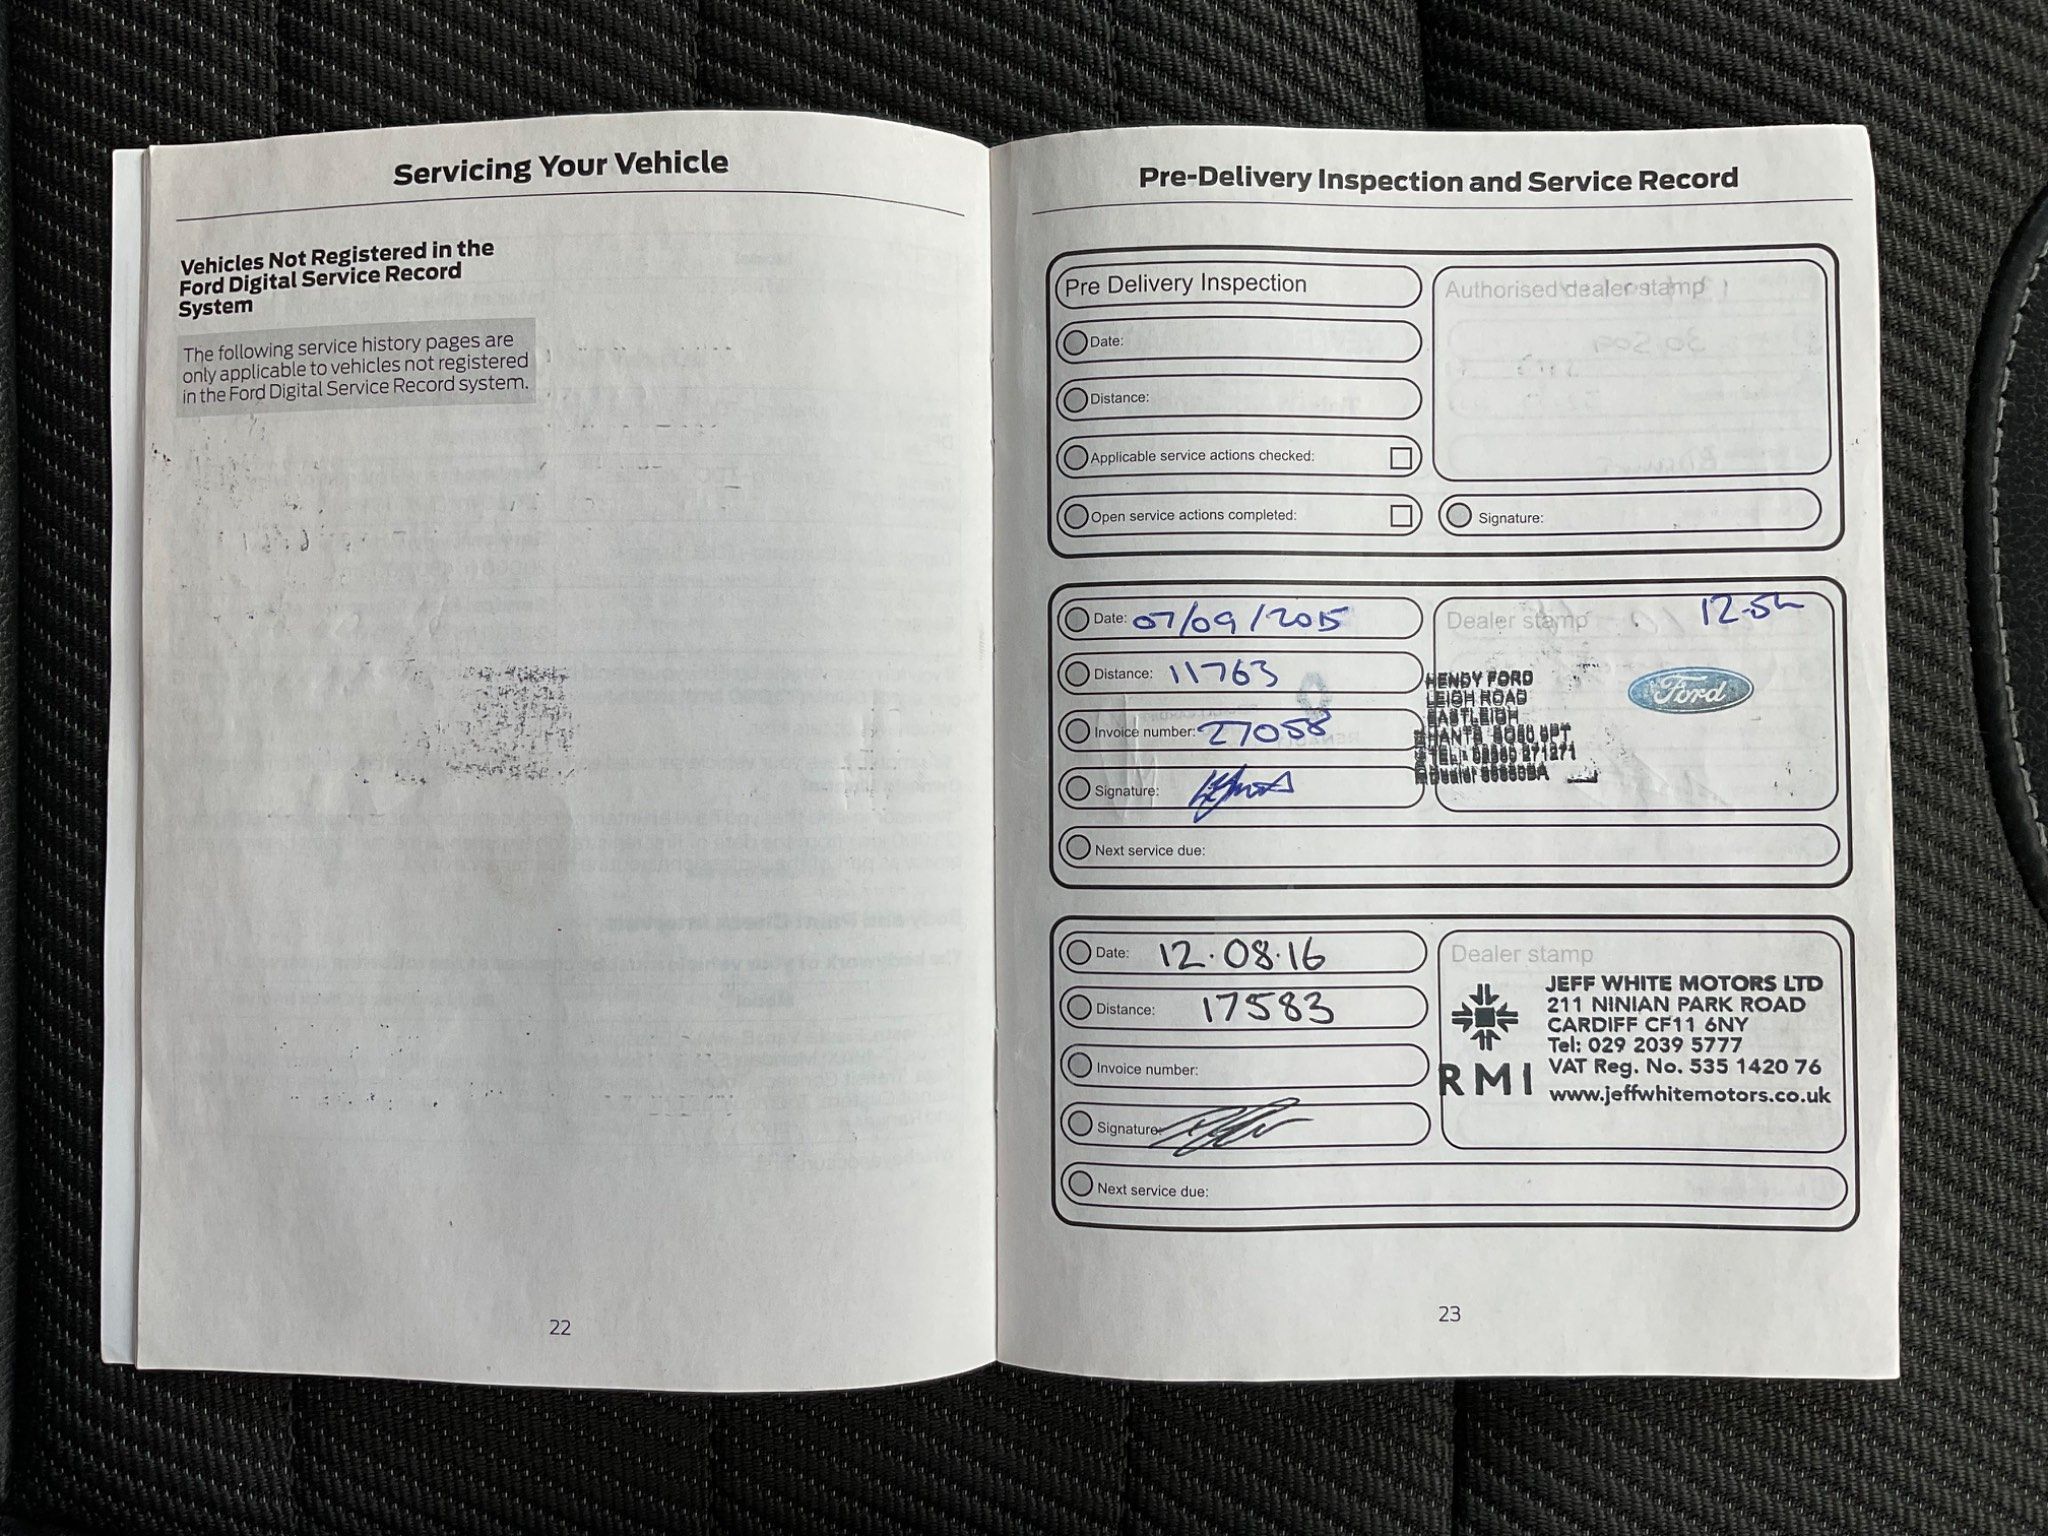 Servicing Your Vehicle
Vehicles Not Registered in the
Ford Digital Service Record
System
The following service history pages are
only applicable to vehicles not registered
in the Ford Digital Service Record system.
22
Pre-Delivery Inspection and Service Record
Pre Delivery Inspection
Authorised dealer stamp
Date:
Distance:
Applicable service actions checked:
Open service actions completed:
Signature:
Date: 07/09/2015
Distance: 11763
Invoice number: 27058
Signature:
Next service due:
Dealer stamp
Ford
HENDY FORD
LEIGH ROAD
EASTLEIGH
HANTS SO50 9PT
TEL:
Date: 12.08.16
Distance: 17583
Invoice number:
Signature:
Next service due:
Dealer stamp
RMI
JEFF WHITE MOTORS LTD
211 NINIAN PARK ROAD
CARDIFF CF11 6NY
Tel: 029 2039 5777
VAT Reg. No. 535 1420 76
www.jeffwhitemotors.co.uk
23